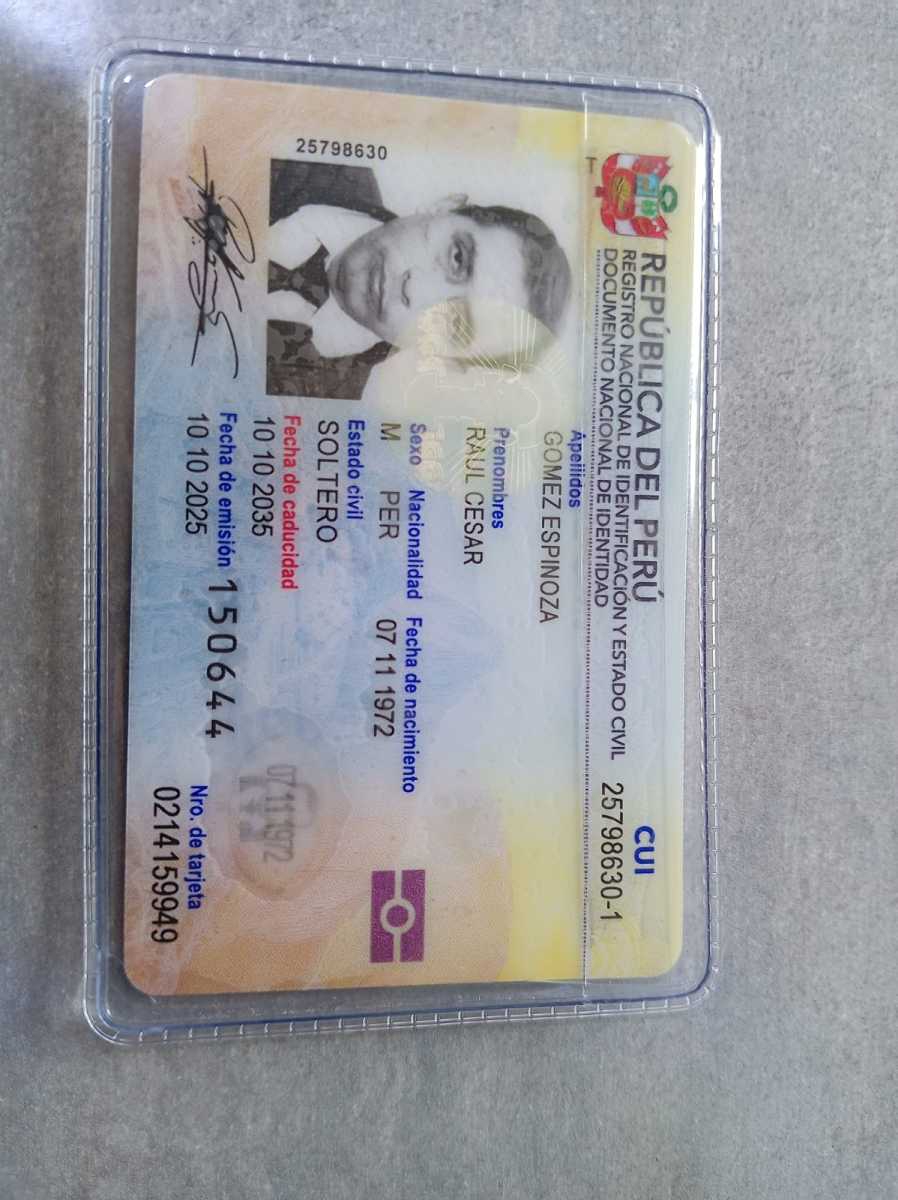 REPÚBLICA DEL PERÚ
REGISTRO NACIONAL DE IDENTIFICACIÓN Y ESTADO CIVIL
DOCUMENTO NACIONAL DE IDENTIDAD
CUI
25798630-1
25798630
Apellidos
GOMEZ ESPINOZA
Prenombres
RAUL CESAR
Sexo Nacionalidad Fecha de nacimiento
M PER 07 11 1972
Estado civil
SOLTERO
Fecha de caducidad
10 10 2035
07 11 1972
Fecha de emisión
10 10 2025
150644
Nro. de tarjeta
0214159949